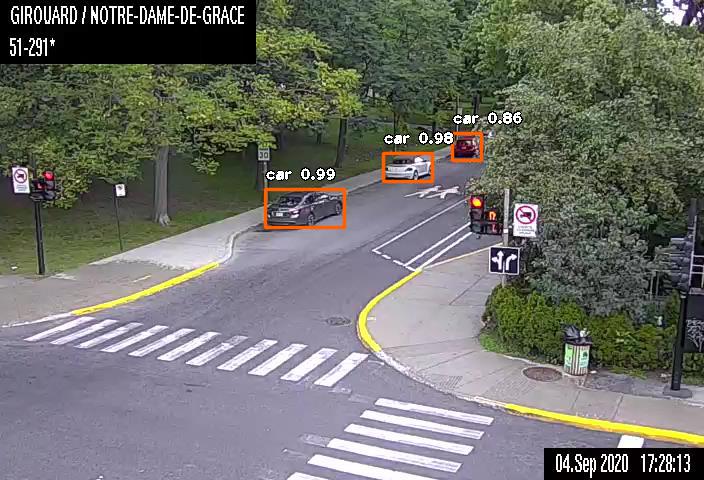 GIROUARD / NOTRE-DAME-DE-GRACE
51-291*
car 0.86
car 0.98
car 0.99
30
04.Sep 2020 17:28:13